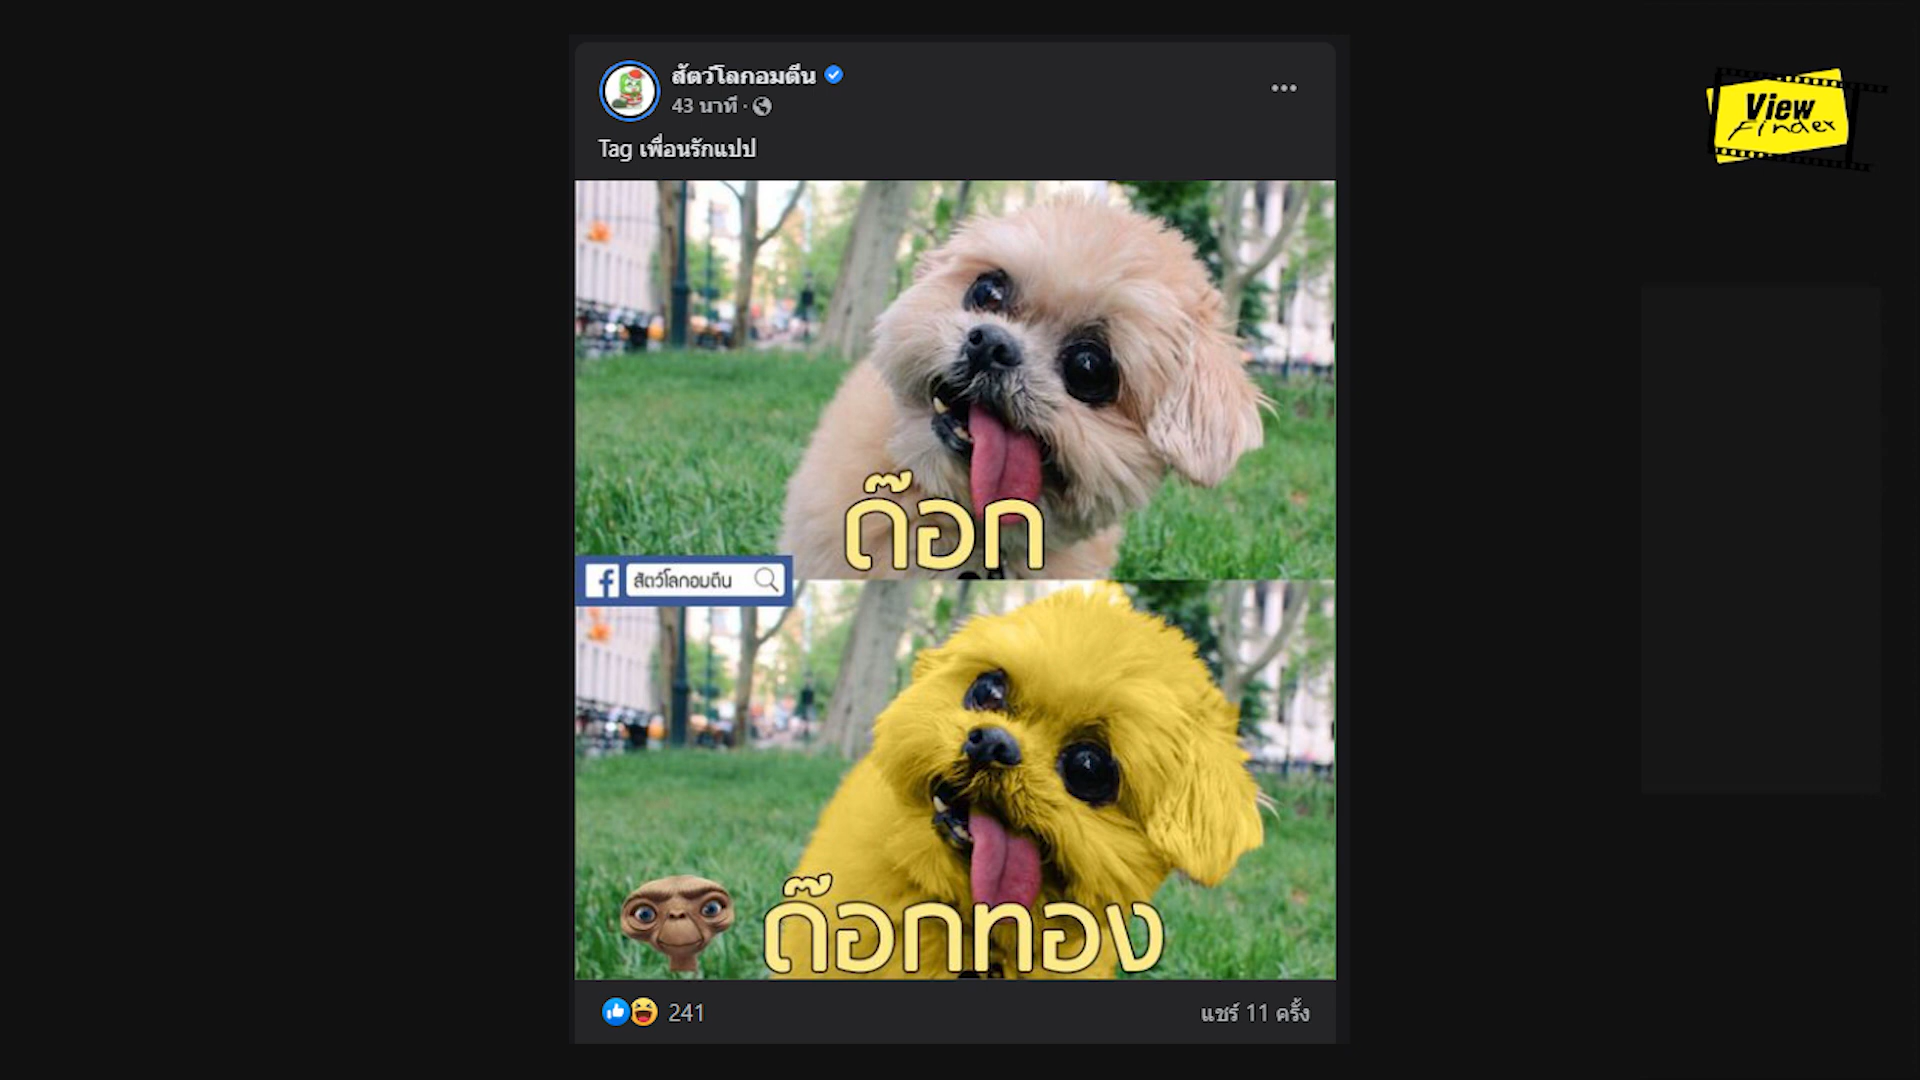 สัตว์โลกอมตีน
43 นาที ·
View
Finder
Tag เพื่อนรักแปป
ด๊อก
f สัตว์โลกอมตีน
ด๊อกทอง
241
แชร์ 11 ครั้ง